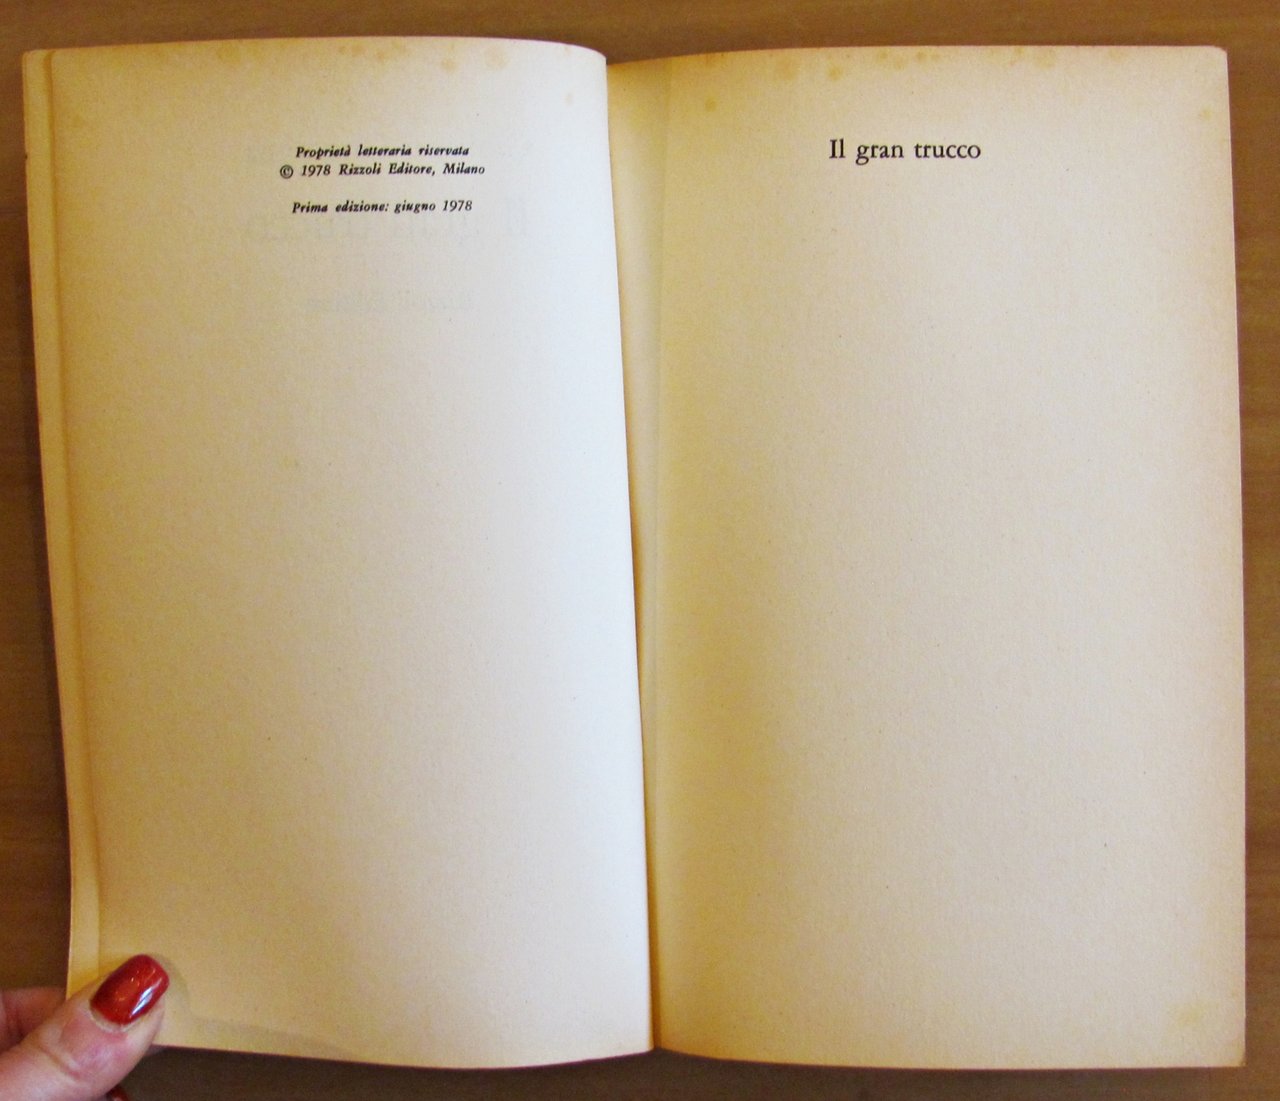 Proprietà letteraria riservata
© 1978 Rizzoli Editore, Milano
Prima edizione: giugno 1978
Il gran trucco